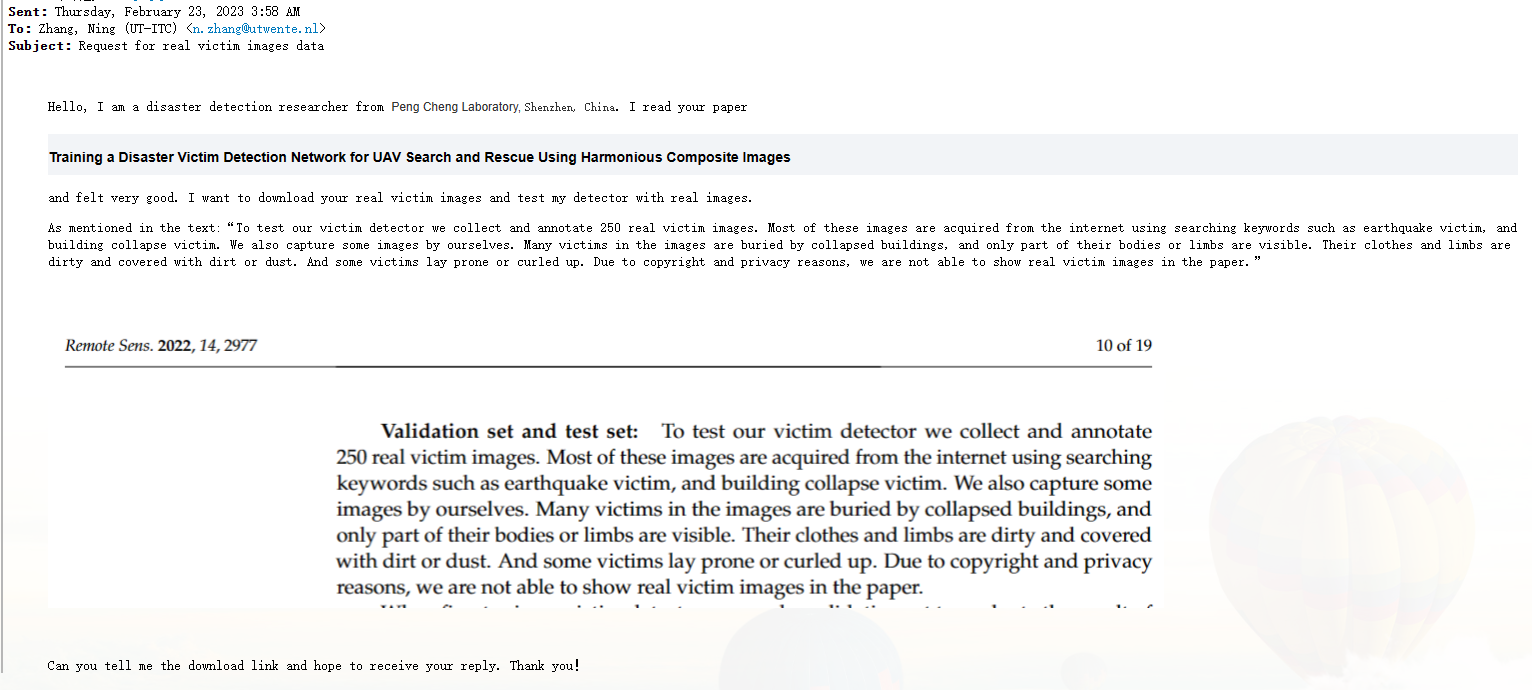 Sent: Thursday, February 23, 2023 3:58 AM
To: Zhang, Ning (UT-ITC) <n.zhang@utwente.nl>
Subject: Request for real victim images data
Hello, I am a disaster detection researcher from Peng Cheng Laboratory, Shenzhen, China. I read your paper
Training a Disaster Victim Detection Network for UAV Search and Rescue Using Harmonious Composite Images
and felt very good. I want to download your real victim images and test my detector with real images.
As mentioned in the text:“To test our victim detector we collect and annotate 250 real victim images. Most of these images are acquired from the internet using searching keywords such as earthquake victim, and
building collapse victim. We also capture some images by ourselves. Many victims in the images are buried by collapsed buildings, and only part of their bodies or limbs are visible. Their clothes and limbs are
dirty and covered with dirt or dust. And some victims lay prone or curled up. Due to copyright and privacy reasons, we are not able to show real victim images in the paper.”
Remote Sens. 2022, 14, 2977
10 of 19
Validation set and test set: To test our victim detector we collect and annotate
250 real victim images. Most of these images are acquired from the internet using searching
keywords such as earthquake victim, and building collapse victim. We also capture some
images by ourselves. Many victims in the images are buried by collapsed buildings, and
only part of their bodies or limbs are visible. Their clothes and limbs are dirty and covered
with dirt or dust. And some victims lay prone or curled up. Due to copyright and privacy
reasons, we are not able to show real victim images in the paper.
Can you tell me the download link and hope to receive your reply. Thank you!